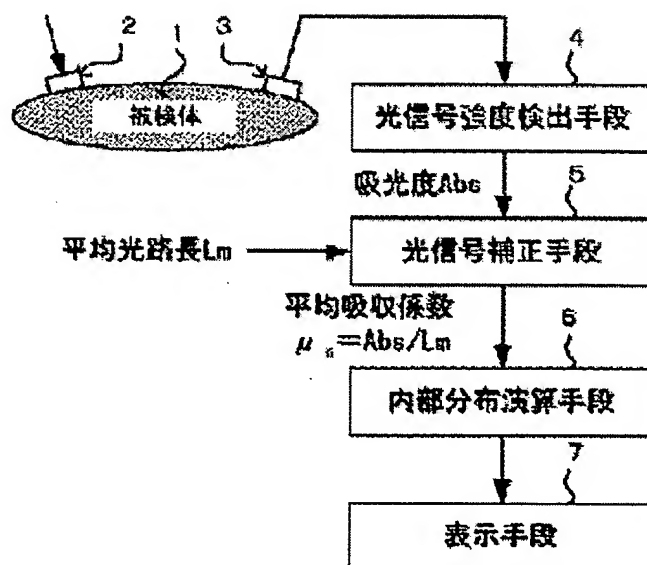 2 1 3 4
被検体
光信号強度検出手段
吸光度Abs
5
平均光路長Lm
光信号補正手段
平均吸収係数
=Abs/Lm
6
内部分布演算手段
7
表示手段